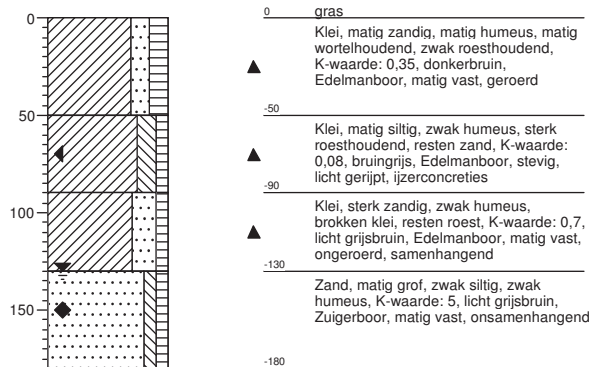 0
50
100
150
0
gras
Klei, matig zandig, matig humeus, matig
wortelhoudend, zwak roesthoudend,
K-waarde: 0,35, donkerbruin,
Edelmanboor, matig vast, geroerd
-50
Klei, matig siltig, zwak humeus, sterk
roesthoudend, resten zand, K-waarde:
0,08, bruingrijs, Edelmanboor, stevig,
licht gerijpt, ijzerconcreties
-90
Klei, sterk zandig, zwak humeus,
brokken klei, resten roest, K-waarde: 0,7,
licht grijsbruin, Edelmanboor, matig vast,
ongeroerd, samenhangend
-130
Zand, matig grof, zwak siltig, zwak
humeus, K-waarde: 5, licht grijsbruin,
Zuigerboor, matig vast, onsamenhangend
-180